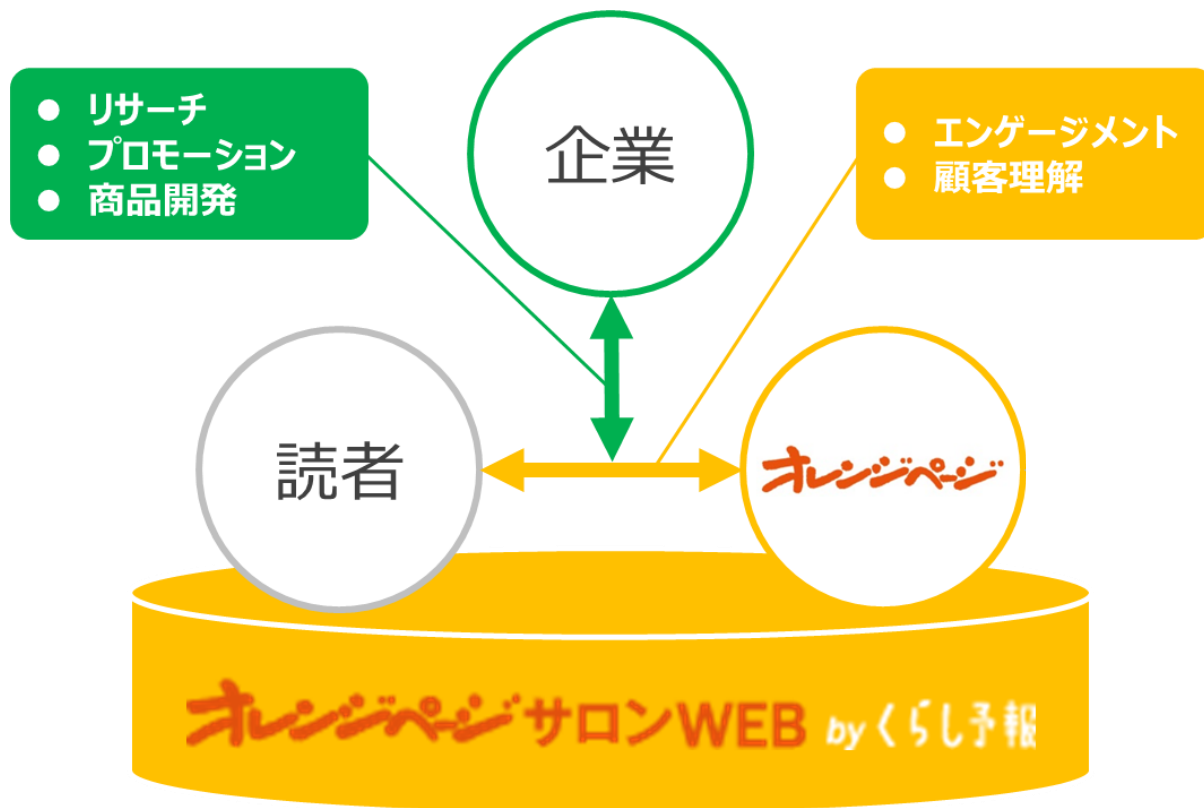 企業
● リサーチ
● プロモーション
● 商品開発
● エンゲージメント
● 顧客理解
読者
オレンジページ
オレンジページサロンWEB by くらし予報